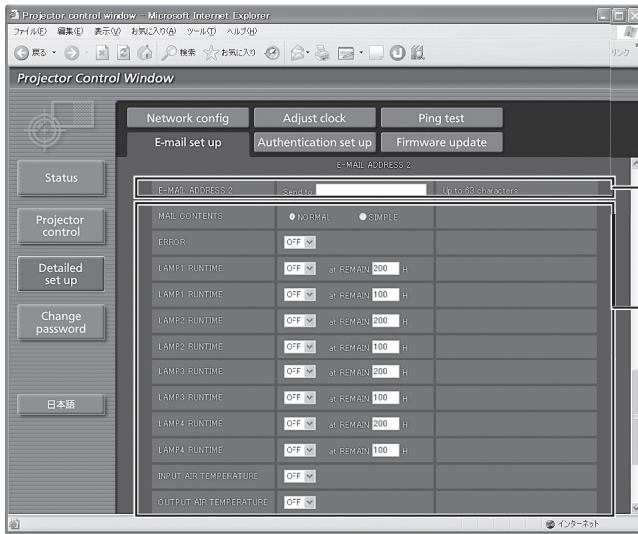 Projector control window - Microsoft Internet Explorer
ファイル(F) 編集(E) 表示(V) お気に入り(A) ツール(T) ヘルプ(H)
戻る 検索 お気に入り リンク
Projector Control Window
Network config Adjust clock Ping test
E-mail set up Authentication set up Firmware update
Status
Projector control
Detailed set up
Change password
日本語
E-MAIL ADDRESS 2
E-MAIL ADDRESS 2 Send to Up to 63 characters
MAIL CONTENTS NORMAL SIMPLE
ERROR OFF
LAMP1 RUNTIME OFF at REMAIN 200 H
LAMP1 RUNTIME OFF at REMAIN 100 H
LAMP2 RUNTIME OFF at REMAIN 200 H
LAMP2 RUNTIME OFF at REMAIN 100 H
LAMP3 RUNTIME OFF at REMAIN 200 H
LAMP3 RUNTIME OFF at REMAIN 100 H
LAMP4 RUNTIME OFF at REMAIN 200 H
LAMP4 RUNTIME OFF at REMAIN 100 H
INPUT AIR TEMPERATURE OFF
OUTPUT AIR TEMPERATURE OFF
インターネット